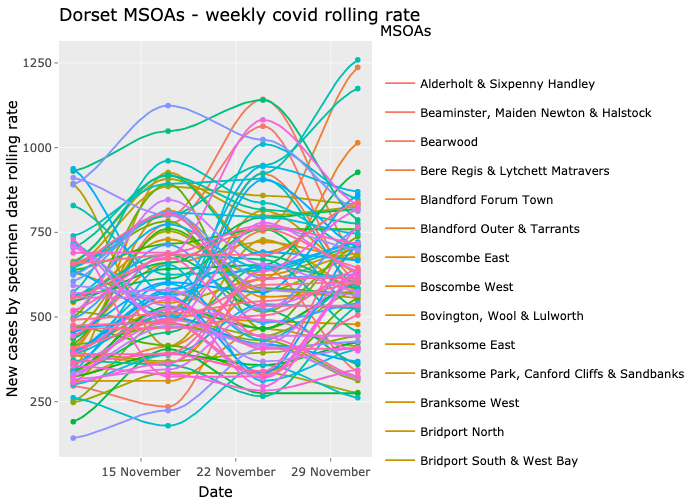 Dorset MSOAs - weekly covid rolling rate
MSOAs
New cases by specimen date rolling rate
1250
1000
750
500
250
15 November
22 November
29 November
Date
Alderholt & Sixpenny Handley
Beaminster, Maiden Newton & Halstock
Bearwood
Bere Regis & Lytchett Matravers
Blandford Forum Town
Blandford Outer & Tarrants
Boscombe East
Boscombe West
Bovington, Wool & Lulworth
Branksome East
Branksome Park, Canford Cliffs & Sandbanks
Branksome West
Bridport North
Bridport South & West Bay